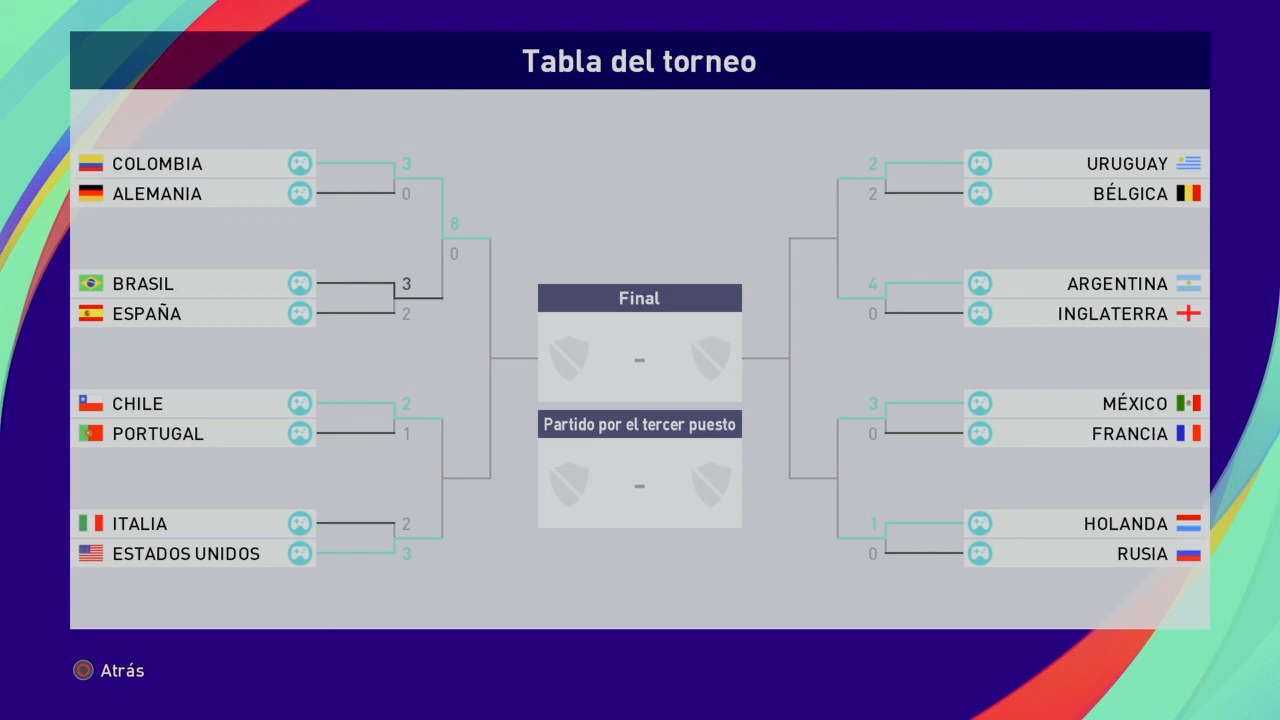 Tabla del torneo
COLOMBIA 3
ALEMANIA 0
8
0
BRASIL 3
ESPAÑA 2
CHILE 2
PORTUGAL 1
ITALIA 2
ESTADOS UNIDOS 3
Final
-
Partido por el tercer puesto
-
2 URUGUAY
2 BÉLGICA
4 ARGENTINA
0 INGLATERRA
3 MÉXICO
0 FRANCIA
1 HOLANDA
0 RUSIA
Atrás